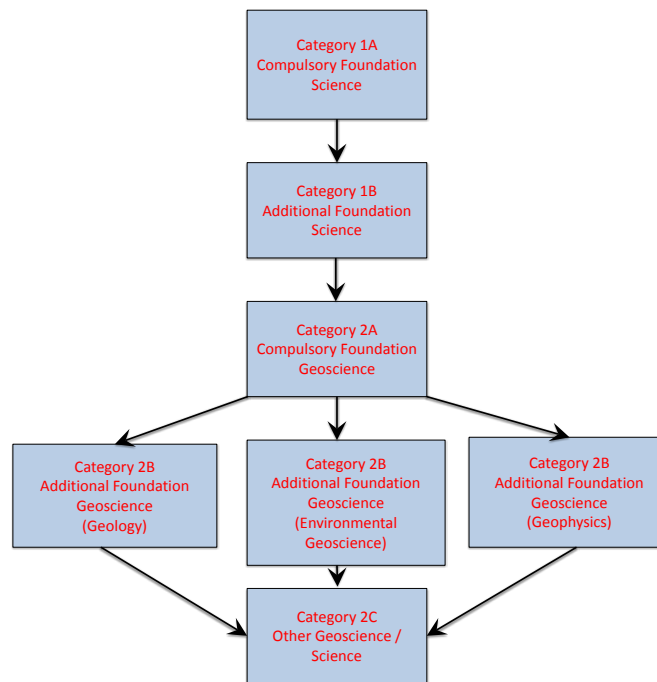 Category 1A
Compulsory Foundation
Science
Category 1B
Additional Foundation
Science
Category 2A
Compulsory Foundation
Geoscience
Category 2B
Additional Foundation
Geoscience
(Geology)
Category 2B
Additional Foundation
Geoscience
(Environmental
Geoscience)
Category 2B
Additional Foundation
Geoscience
(Geophysics)
Category 2C
Other Geoscience /
Science